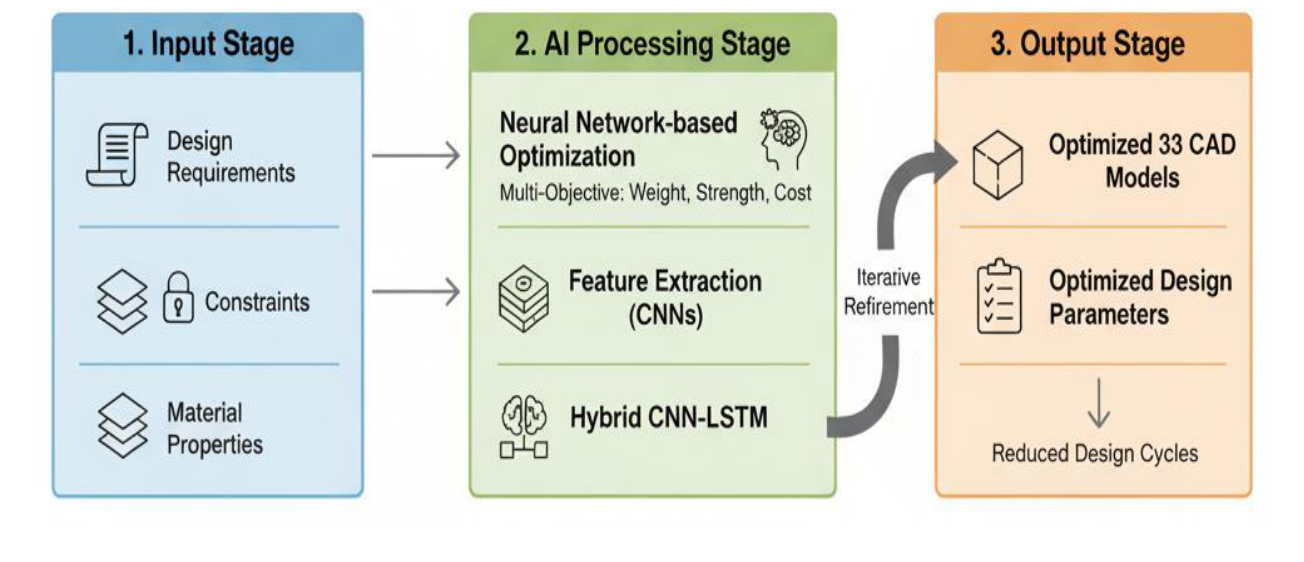 1. Input Stage
Design
Requirements
Constraints
Material
Properties
2. AI Processing Stage
Neural Network-based
Optimization
Multi-Objective: Weight, Strength, Cost
Feature Extraction
(CNNs)
Hybrid CNN-LSTM
Iterative
Refirement
3. Output Stage
Optimized 33 CAD
Models
Optimized Design
Parameters
Reduced Design Cycles